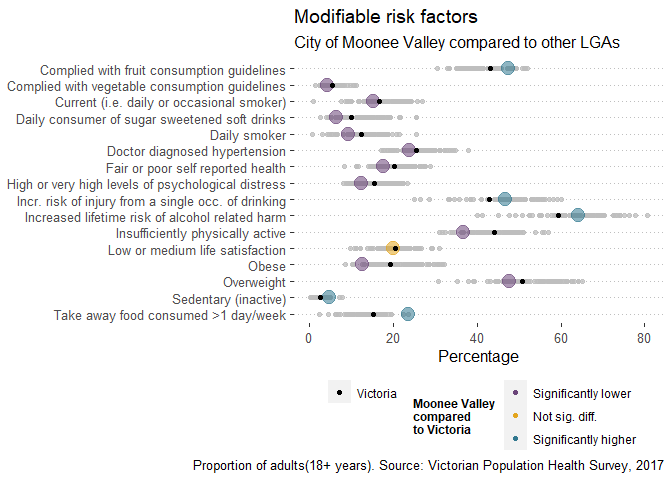 Modifiable risk factors
City of Moonee Valley compared to other LGAs
Complied with fruit consumption guidelines
Complied with vegetable consumption guidelines
Current (i.e. daily or occasional smoker)
Daily consumer of sugar sweetened soft drinks
Daily smoker
Doctor diagnosed hypertension
Fair or poor self reported health
High or very high levels of psychological distress
Incr. risk of injury from a single occ. of drinking
Increased lifetime risk of alcohol related harm
Insufficiently physically active
Low or medium life satisfaction
Obese
Overweight
Sedentary (inactive)
Take away food consumed >1 day/week
0 20 40 60 80
Percentage
Victoria
Moonee Valley
compared
to Victoria
Significantly lower
Not sig. diff.
Significantly higher
Proportion of adults(18+ years). Source: Victorian Population Health Survey, 2017